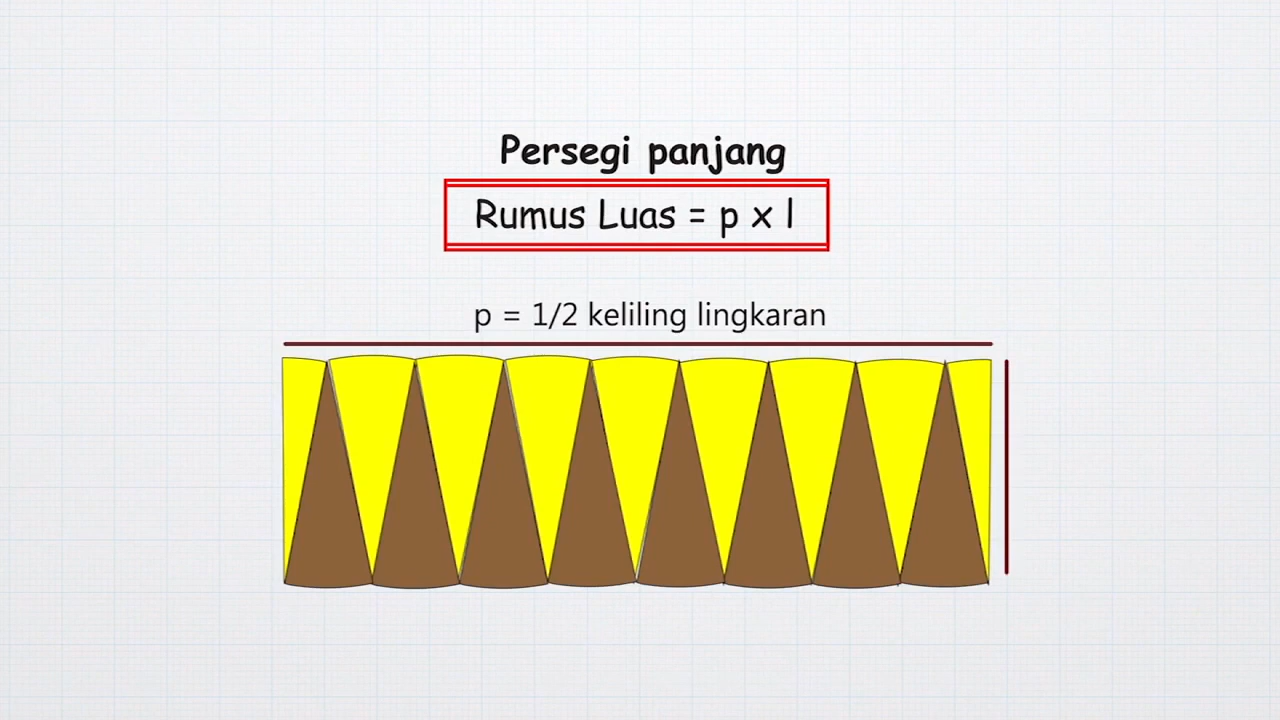 Persegi panjang
Rumus Luas = p x l
p = 1/2 keliling lingkaran